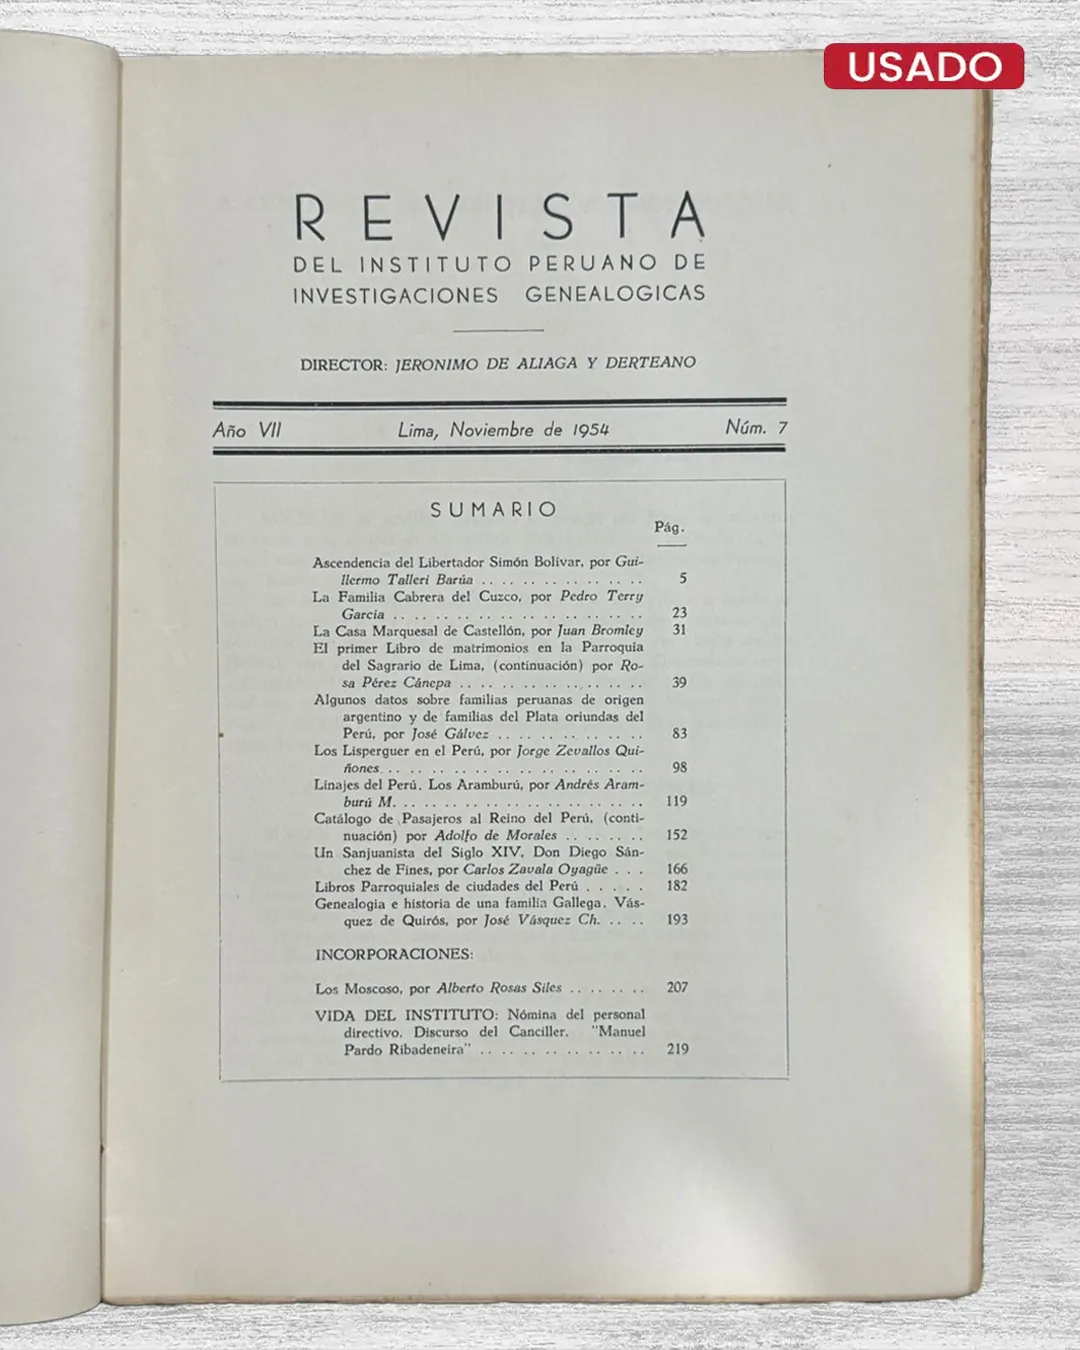 USADO
REVISTA
DEL INSTITUTO PERUANO DE
INVESTIGACIONES GENEALOGICAS
DIRECTOR: JERONIMO DE ALIAGA Y DERTEANO
Año VII Lima, Noviembre de 1954 Núm. 7
SUMARIO
Pág.
Ascendencia del Libertador Simón Bolívar, por Gui-
llermo Talleri Barúa .. .. .. .. .. .. .. .. 5
La Familia Cabrera del Cuzco, por Pedro Terry
García .. .. .. .. .. .. .. .. .. .. .. .. 23
La Casa Marquesal de Castellón, por Juan Bromley 31
El primer Libro de matrimonios en la Parroquia
del Sagrario de Lima, (continuación) por Ro-
sa Pérez Cánepa .. .. .. .. .. .. .. .. .. 39
Algunos datos sobre familias peruanas de origen
argentino y de familias del Plata oriundas del
Perú, por José Gálvez .. .. .. .. .. .. .. 83
Los Lisperguer en el Perú, por Jorge Zevallos Qui-
ñones. .. .. .. .. .. .. .. .. .. .. .. .. 98
Linajes del Perú. Los Aramburú, por Andrés Aram-
burú M. .. .. .. .. .. .. .. .. .. .. .. .. 119
Catálogo de Pasajeros al Reino del Perú, (conti-
nuación) por Adolfo de Morales .. .. .. .. 152
Un Sanjuanista del Siglo XIV, Don Diego Sán-
chez de Fines, por Carlos Zavala Oyagüe . . . 166
Libros Parroquiales de ciudades del Perú . . . . . 182
Genealogia e historia de una familia Gallega. Vás-
quez de Quirós, por José Vásquez Ch. .. .. 193
INCORPORACIONES:
Los Moscoso, por Alberto Rosas Siles .. .. .. .. 207
VIDA DEL INSTITUTO: Nómina del personal
directivo. Discurso del Canciller. "Manuel
Pardo Ribadeneira" .. .. .. .. .. .. .. .. 219